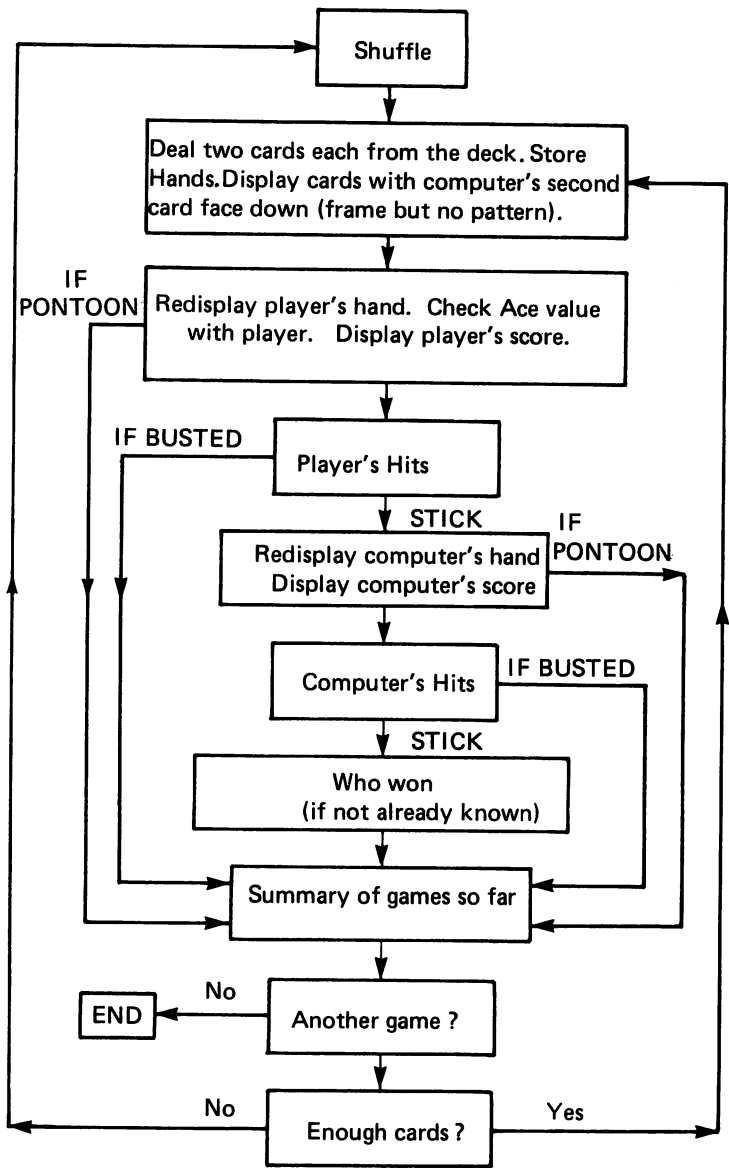 Shuffle
Deal two cards each from the deck. Store
Hands. Display cards with computer's second
card face down (frame but no pattern).
IF
PONTOON
Redisplay player's hand. Check Ace value
with player. Display player's score.
IF BUSTED
Player's Hits
STICK
IF
PONTOON
Redisplay computer's hand
Display computer's score
Computer's Hits
IF BUSTED
STICK
Who won
(if not already known)
Summary of games so far
No
END
Another game ?
No
Enough cards ?
Yes